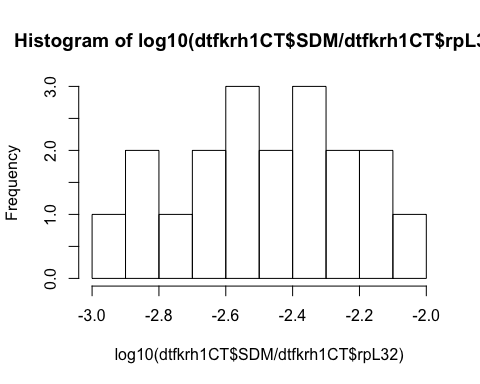 Histogram of log10(dtfkrh1CT$SDM/dtfkrh1CT$rpL3
3.0
2.0
1.0
0.0
Frequency
-3.0 -2.8 -2.6 -2.4 -2.2 -2.0
log10(dtfkrh1CT$SDM/dtfkrh1CT$rpL32)